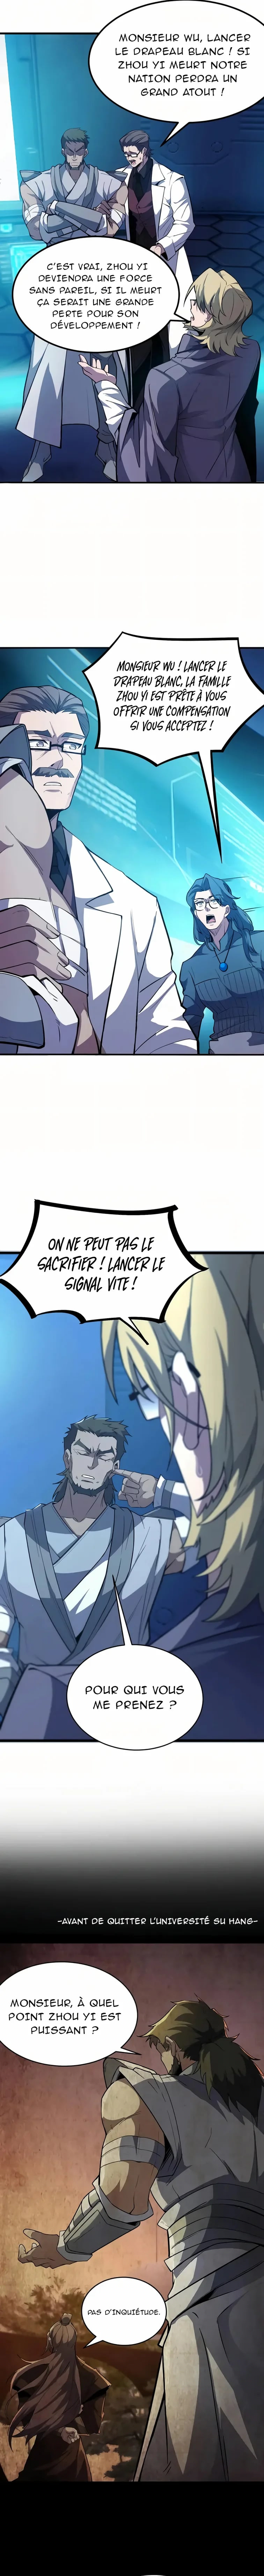 MONSIEUR WU, LANCER
LE DRAPEAU BLANC ! SI
ZHOU YI MEURT NOTRE
NATION PERDRA UN
GRAND ATOUT !
C'EST VRAI, ZHOU YI
DEVIENDRA UNE FORCE
SANS PAREIL, SI IL MEURT
ÇA SERAIT UNE GRANDE
PERTE POUR SON
DÉVELOPPEMENT !
MONSIEUR WU ! LANCER LE
DRAPEAU BLANC, LA FAMILLE
ZHOU YI EST PRÊTE À VOUS
OFFRIR UNE COMPENSATION
SI VOUS ACCEPTEZ !
ON NE PEUT PAS LE
SACRIFIER ! LANCER LE
SIGNAL VITE !
POUR QUI VOUS
ME PRENEZ ?
~AVANT DE QUITTER L'UNIVERSITÉ SU HANG~
MONSIEUR, À QUEL
POINT ZHOU YI EST
PUISSANT ?
PAS D'INQUIÉTUDE.